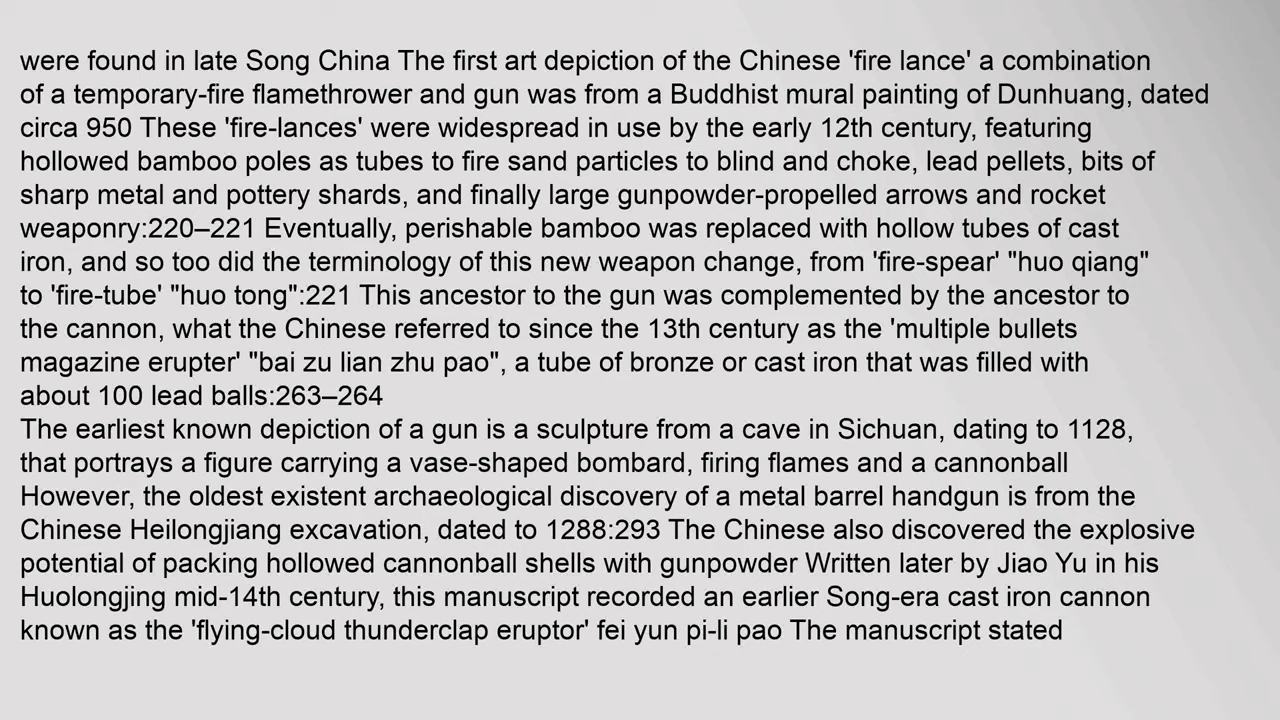 were found in late Song China The first art depiction of the Chinese 'fire lance' a combination
of a temporary-fire flamethrower and gun was from a Buddhist mural painting of Dunhuang, dated
circa 950 These 'fire-lances' were widespread in use by the early 12th century, featuring
hollowed bamboo poles as tubes to fire sand particles to blind and choke, lead pellets, bits of
sharp metal and pottery shards, and finally large gunpowder-propelled arrows and rocket
weaponry:220–221 Eventually, perishable bamboo was replaced with hollow tubes of cast
iron, and so too did the terminology of this new weapon change, from 'fire-spear' "huo qiang"
to 'fire-tube' "huo tong":221 This ancestor to the gun was complemented by the ancestor to
the cannon, what the Chinese referred to since the 13th century as the 'multiple bullets
magazine erupter' "bai zu lian zhu pao", a tube of bronze or cast iron that was filled with
about 100 lead balls:263–264
The earliest known depiction of a gun is a sculpture from a cave in Sichuan, dating to 1128,
that portrays a figure carrying a vase-shaped bombard, firing flames and a cannonball
However, the oldest existent archaeological discovery of a metal barrel handgun is from the
Chinese Heilongjiang excavation, dated to 1288:293 The Chinese also discovered the explosive
potential of packing hollowed cannonball shells with gunpowder Written later by Jiao Yu in his
Huolongjing mid-14th century, this manuscript recorded an earlier Song-era cast iron cannon
known as the 'flying-cloud thunderclap eruptor' fei yun pi-li pao The manuscript stated